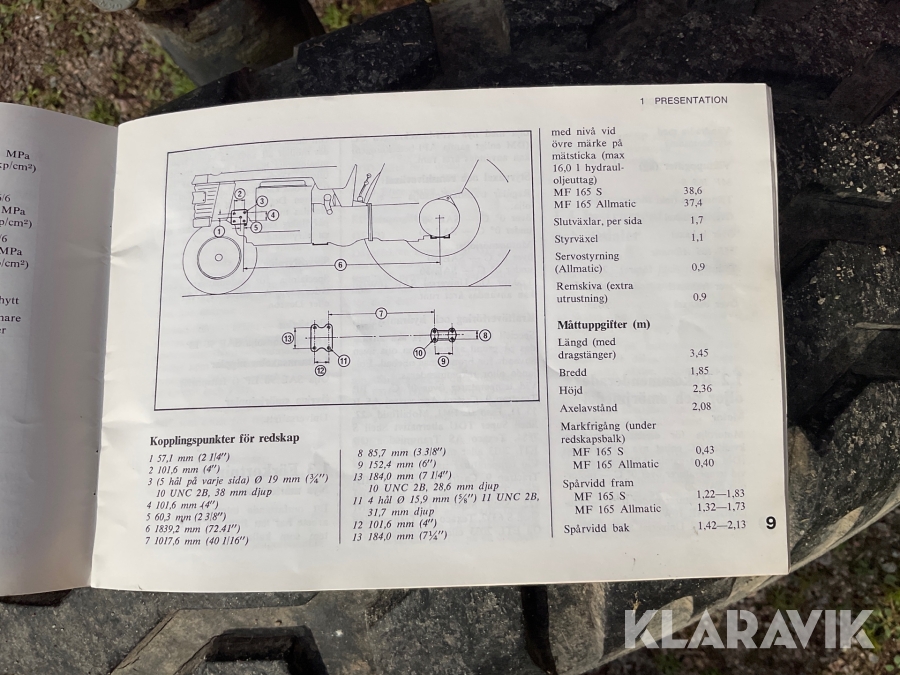 MPa
p/cm²)
/6
MPa
p/cm²)
/6
MPa
p/cm²)
hytt
nare
er
1 PRESENTATION
2
3
4
1
5
6
7
13
12
11
10
9
8
Kopplingspunkter för redskap
1 57,1 mm (2 1/4")
2 101,6 mm (4")
3 (5 hål på varje sida) Ø 19 mm (¾")
10 UNC 2B, 38 mm djup
4 101,6 mm (4")
5 60,3 mm (2 3/8")
6 1839,2 mm (72.41")
7 1017,6 mm (40 1/16")
8 85,7 mm (3 3/8")
9 152,4 mm (6")
13 184,0 mm (7 1/4")
10 UNC 2B, 28,6 mm djup
11 4 hål Ø 15,9 mm (⅝") 11 UNC 2B,
31,7 mm djup
12 101,6 mm (4")
13 184,0 mm (7¼")
med nivå vid
övre märke på
mätsticka (max
16,0 l hydraul-
oljeuttag)
MF 165 S 38,6
MF 165 Allmatic 37,4
Slutväxlar, per sida 1,7
Styrväxel 1,1
Servostyrning
(Allmatic) 0,9
Remskiva (extra
utrustning) 0,9
Måttuppgifter (m)
Längd (med
dragstänger) 3,45
Bredd 1,85
Höjd 2,36
Axelavstånd 2,08
Markfrigång (under
redskapsbalk)
MF 165 S 0,43
MF 165 Allmatic 0,40
Spårvidd fram
MF 165 S 1,22—1,83
MF 165 Allmatic 1,32—1,73
Spårvidd bak 1,42—2,13
9
KLARAVIK